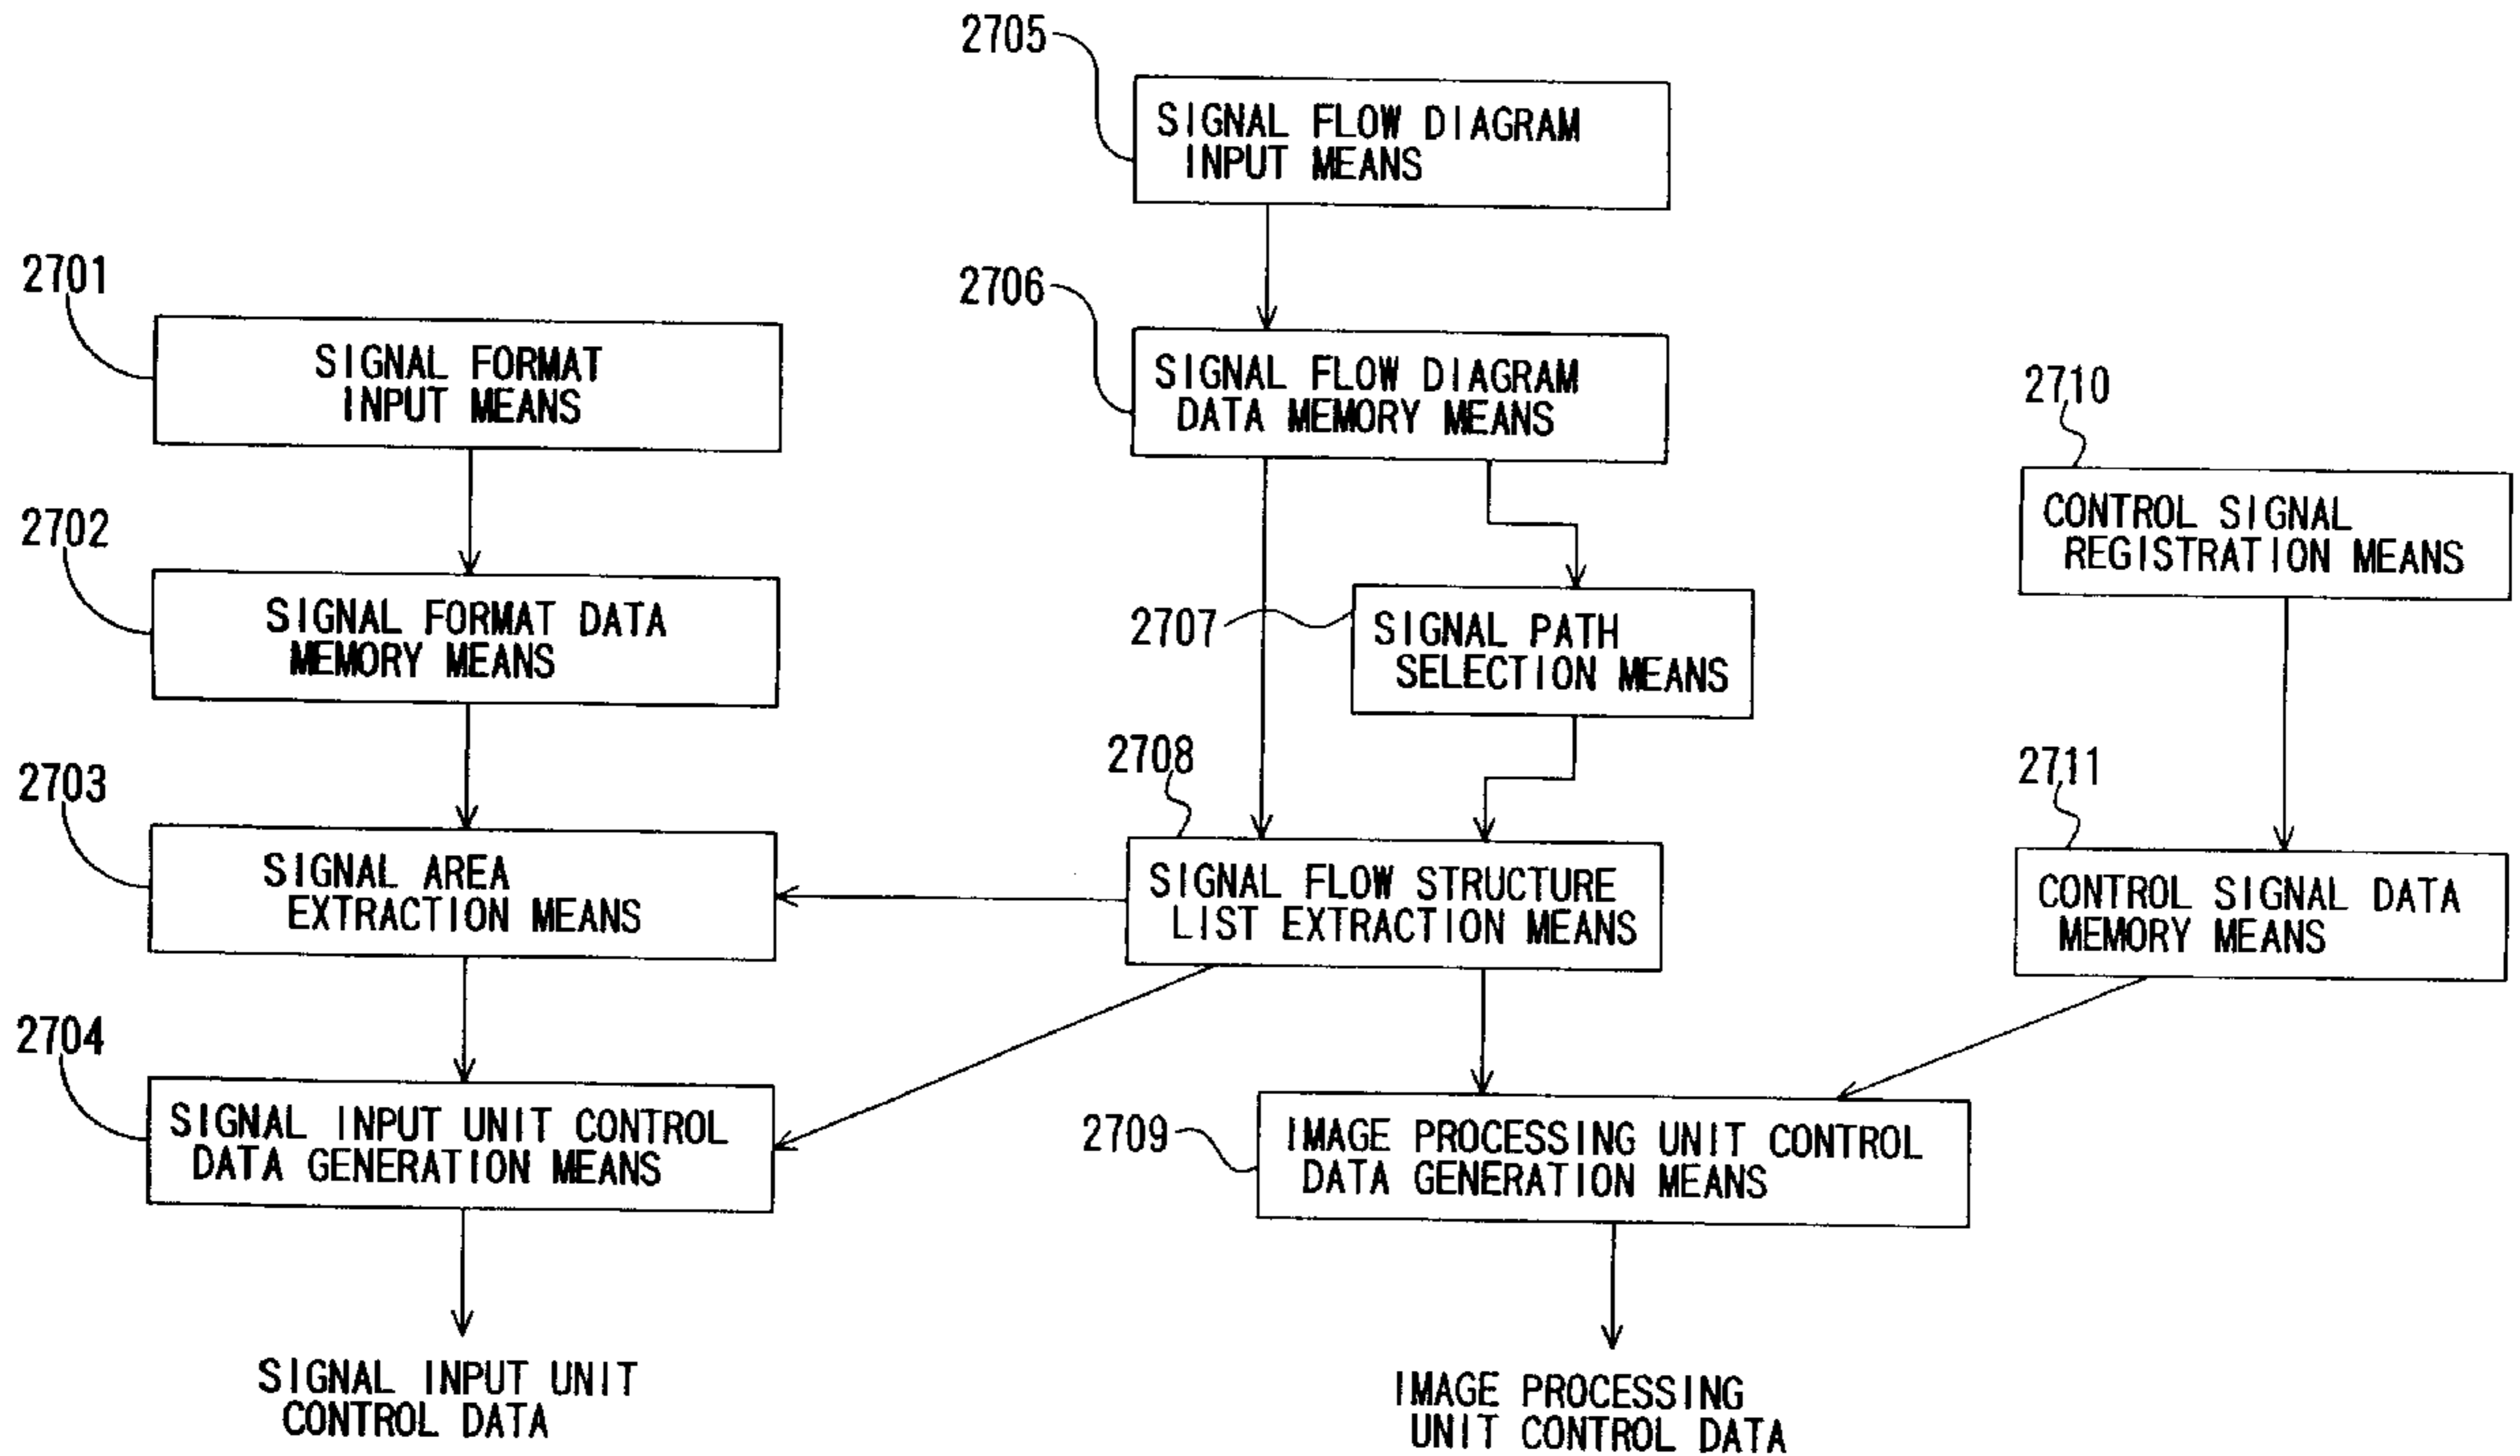 2701
SIGNAL FORMAT
INPUT MEANS
2702
SIGNAL FORMAT DATA
MEMORY MEANS
2703
SIGNAL AREA
EXTRACTION MEANS
2704
SIGNAL INPUT UNIT CONTROL
DATA GENERATION MEANS
SIGNAL INPUT UNIT
CONTROL DATA
2705
SIGNAL FLOW DIAGRAM
INPUT MEANS
2706
SIGNAL FLOW DIAGRAM
DATA MEMORY MEANS
2707
SIGNAL PATH
SELECTION MEANS
2708
SIGNAL FLOW STRUCTURE
LIST EXTRACTION MEANS
2709
IMAGE PROCESSING UNIT CONTROL
DATA GENERATION MEANS
IMAGE PROCESSING
UNIT CONTROL DATA
2710
CONTROL SIGNAL
REGISTRATION MEANS
2711
CONTROL SIGNAL DATA
MEMORY MEANS